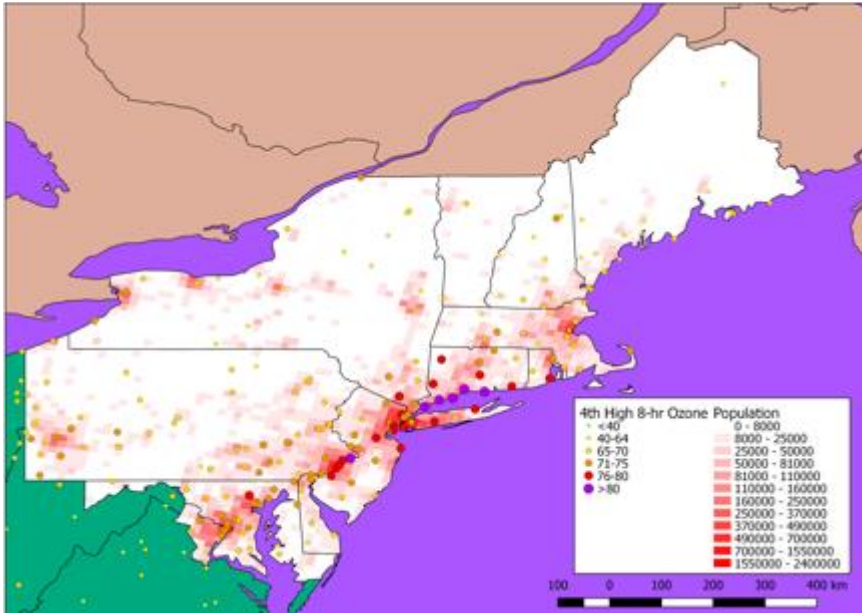 4th High 8-hr Ozone Population
<40 0 - 8000
40-64 8000 - 25000
65-70 25000 - 50000
71-75 50000 - 81000
76-80 81000 - 110000
>80 110000 - 160000
160000 - 250000
250000 - 370000
370000 - 490000
490000 - 700000
700000 - 1550000
1550000 - 2400000
100 0 100 200 300 400 km